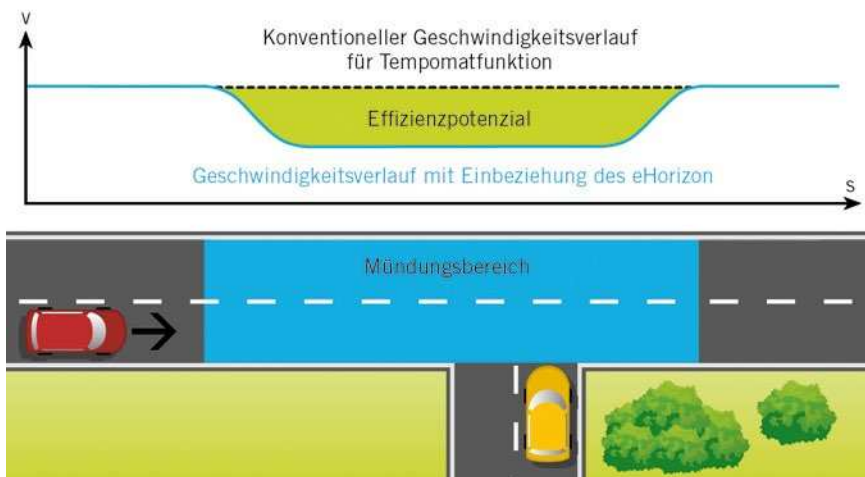 v
Konventioneller Geschwindigkeitsverlauf
für Tempomatfunktion
Effizienzpotenzial
Geschwindigkeitsverlauf mit Einbeziehung des eHorizon
s
Mündungsbereich